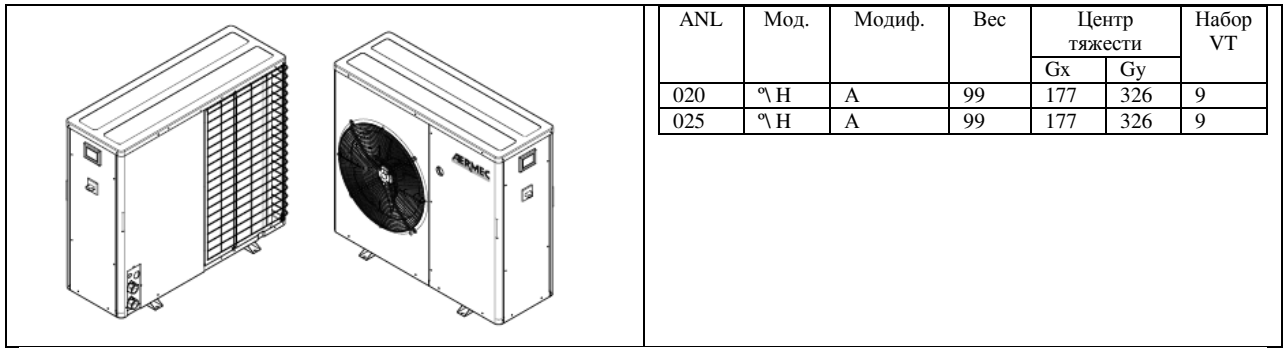 AERMEC
ANL Мод. Модиф. Вес Центр тяжести Набор VT
Gx Gy
020 º\ H A 99 177 326 9
025 º\ H A 99 177 326 9